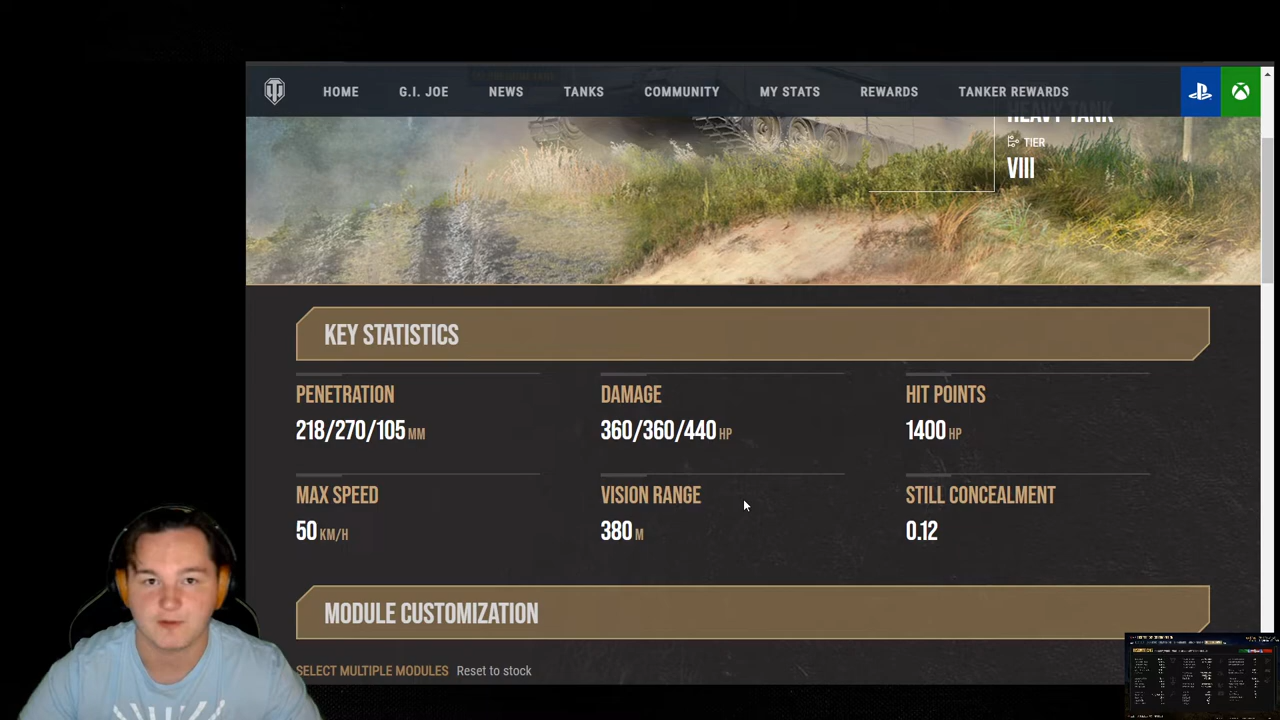 HOME G.I. JOE NEWS TANKS COMMUNITY MY STATS REWARDS TANKER REWARDS
HEAVY TANK
TIER
VIII
KEY STATISTICS
PENETRATION DAMAGE HIT POINTS
218/270/105 MM 360/360/440 HP 1400 HP
MAX SPEED VISION RANGE STILL CONCEALMENT
50 KM/H 380 M 0.12
MODULE CUSTOMIZATION
SELECT MULTIPLE MODULES Reset to stock